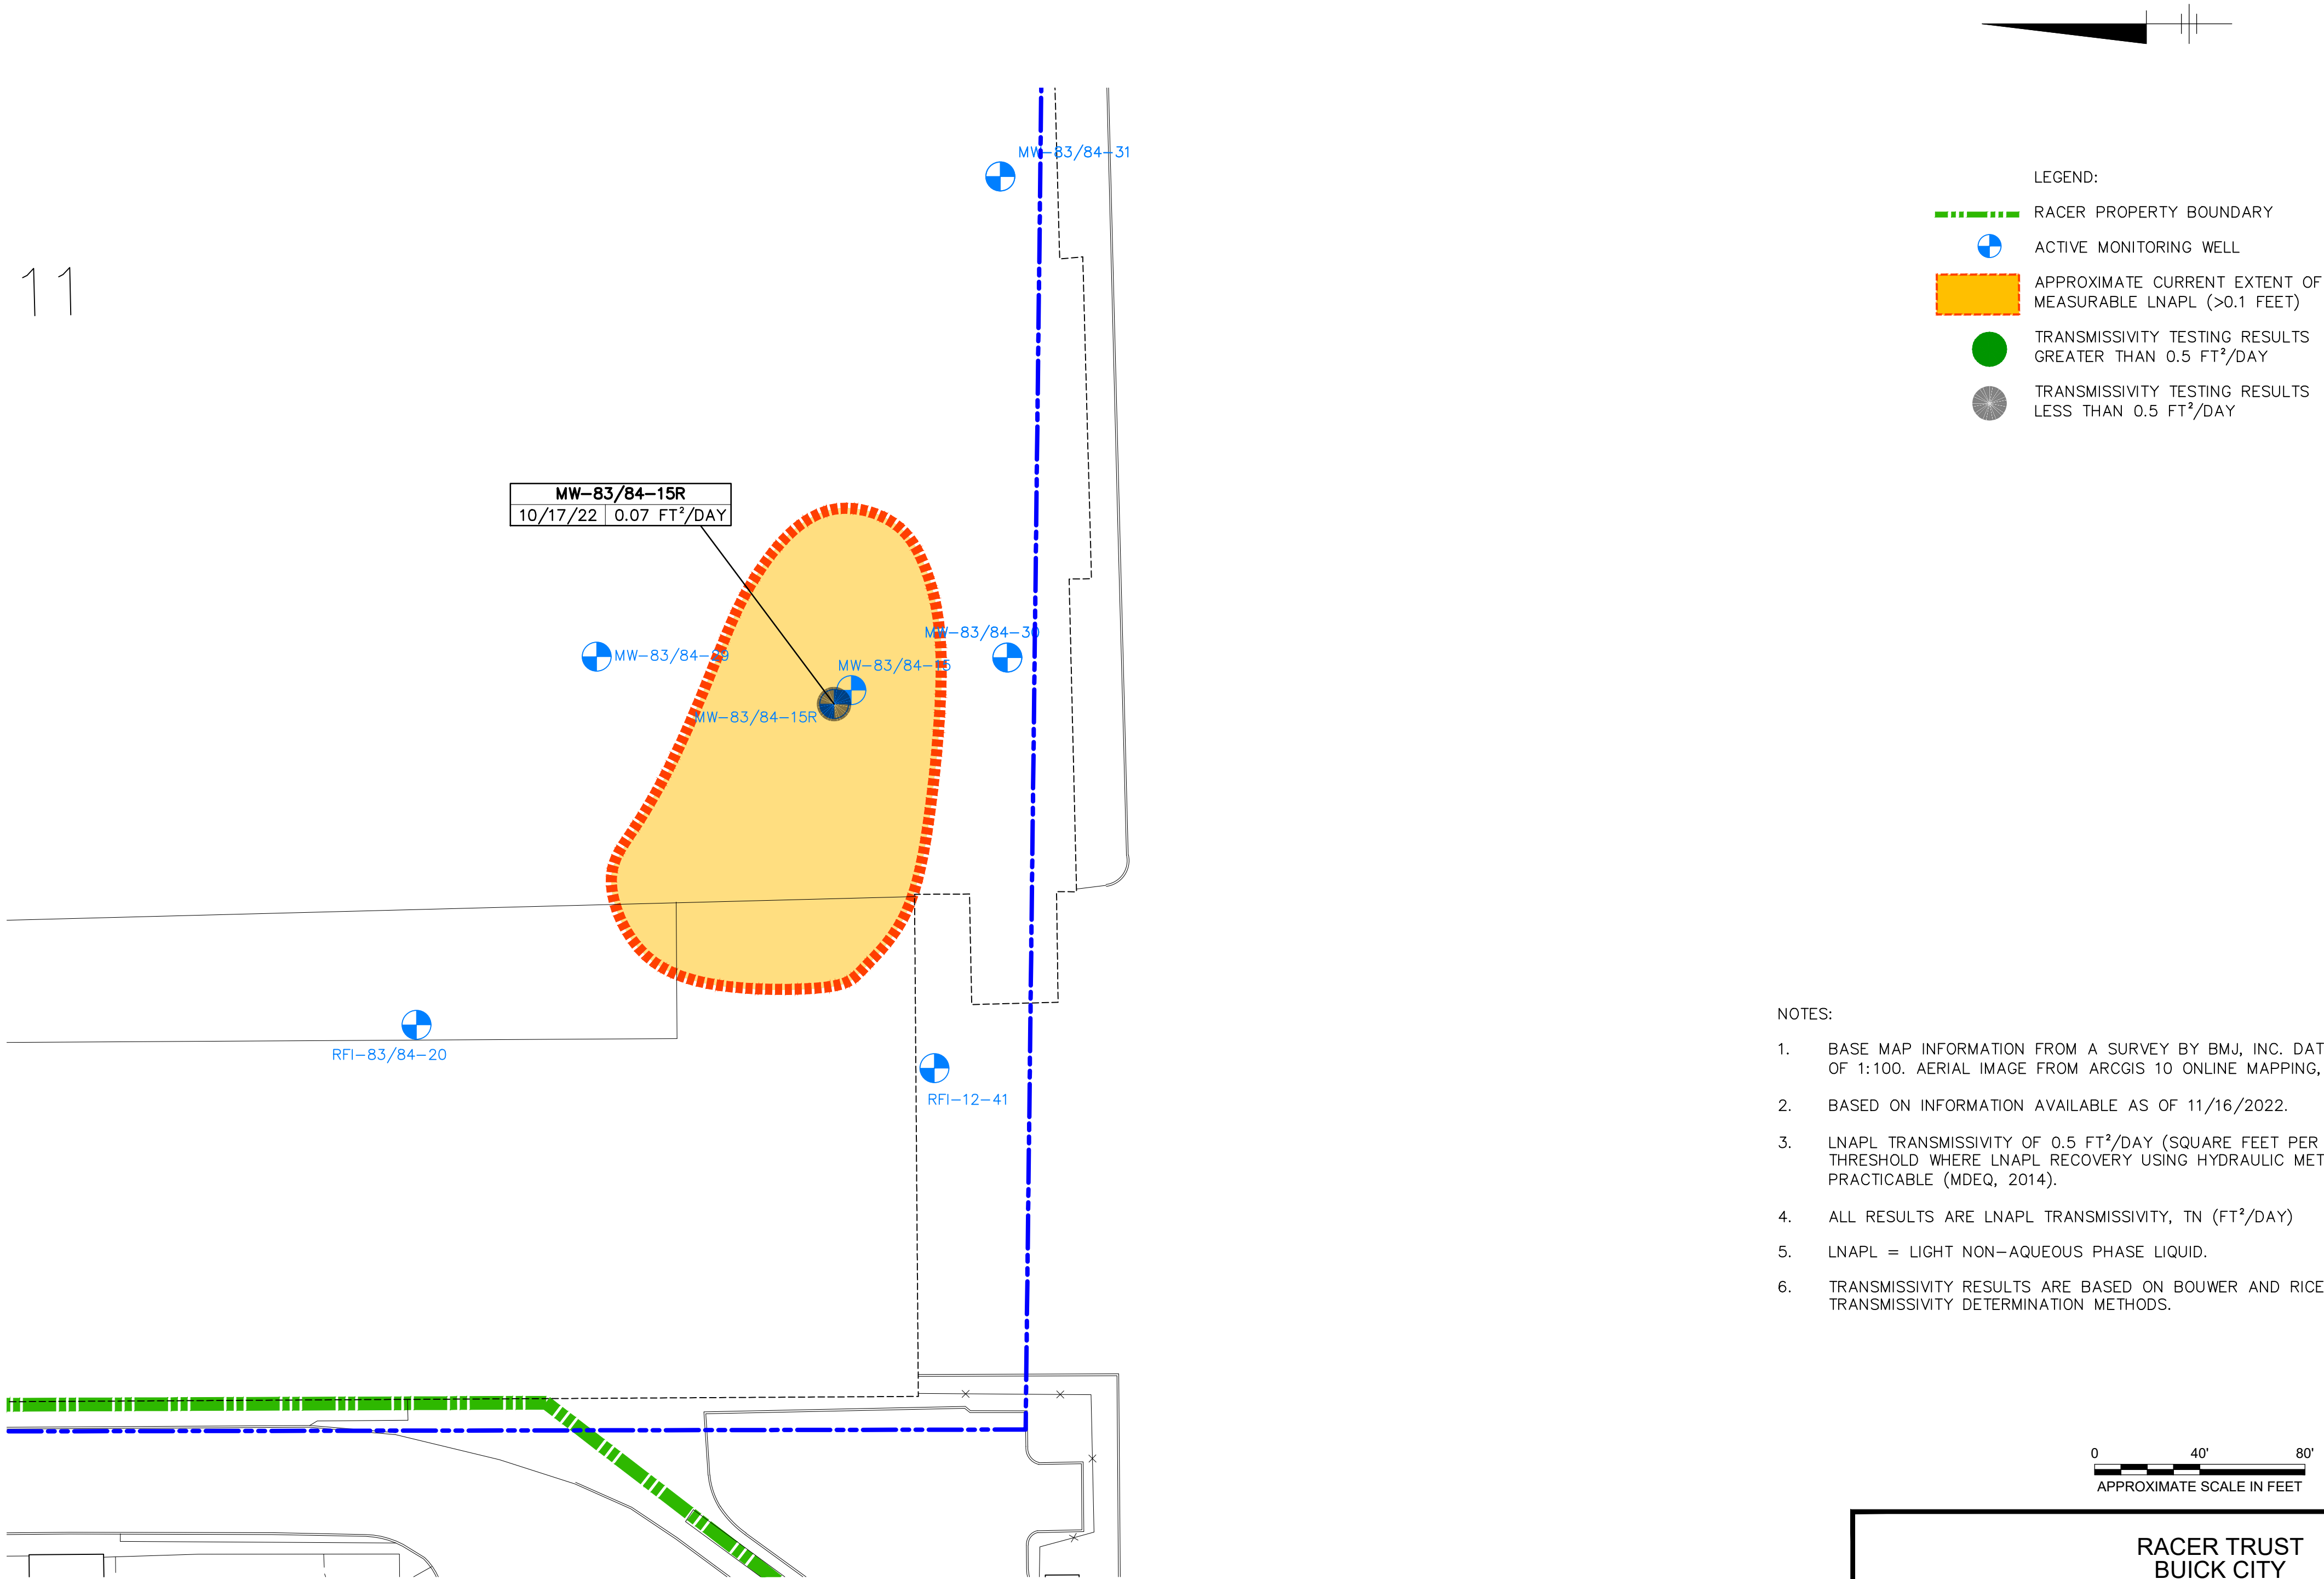 MW-83/84-31
11
LEGEND:
RACER PROPERTY BOUNDARY
ACTIVE MONITORING WELL
APPROXIMATE CURRENT EXTENT OF
MEASURABLE LNAPL (>0.1 FEET)
TRANSMISSIVITY TESTING RESULTS
GREATER THAN 0.5 FT²/DAY
TRANSMISSIVITY TESTING RESULTS
LESS THAN 0.5 FT²/DAY
MW-83/84-15R
10/17/22 0.07 FT²/DAY
MW-83/84-30
MW-83/84-29
MW-83/84-15
MW-83/84-15R
RFI-83/84-20
RFI-12-41
NOTES:
1. BASE MAP INFORMATION FROM A SURVEY BY BMJ, INC. DAT
OF 1:100. AERIAL IMAGE FROM ARCGIS 10 ONLINE MAPPING,
2. BASED ON INFORMATION AVAILABLE AS OF 11/16/2022.
3. LNAPL TRANSMISSIVITY OF 0.5 FT²/DAY (SQUARE FEET PER
THRESHOLD WHERE LNAPL RECOVERY USING HYDRAULIC MET
PRACTICABLE (MDEQ, 2014).
4. ALL RESULTS ARE LNAPL TRANSMISSIVITY, TN (FT²/DAY)
5. LNAPL = LIGHT NON-AQUEOUS PHASE LIQUID.
6. TRANSMISSIVITY RESULTS ARE BASED ON BOUWER AND RICE
TRANSMISSIVITY DETERMINATION METHODS.
0 40' 80'
APPROXIMATE SCALE IN FEET
RACER TRUST
BUICK CITY